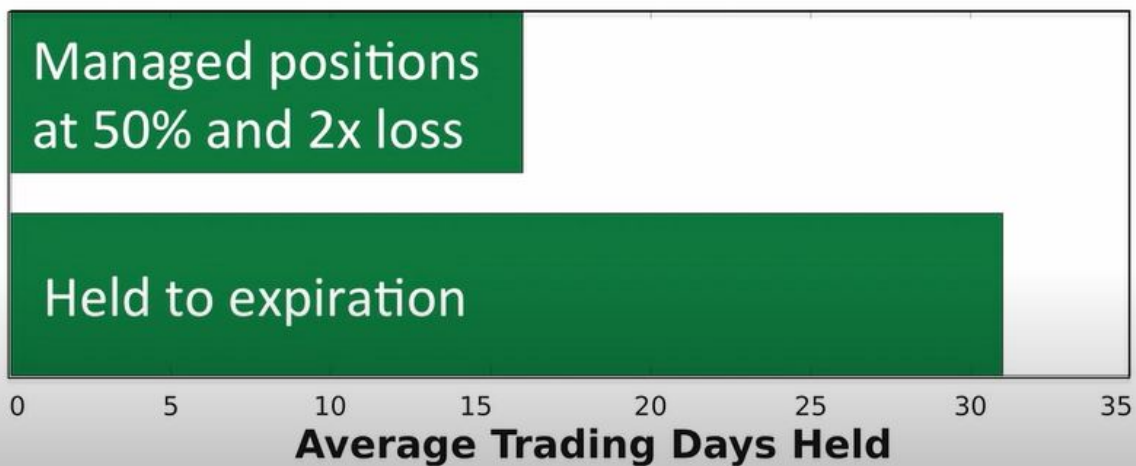 Managed positions
at 50% and 2x loss
Held to expiration
0 5 10 15 20 25 30 35
Average Trading Days Held